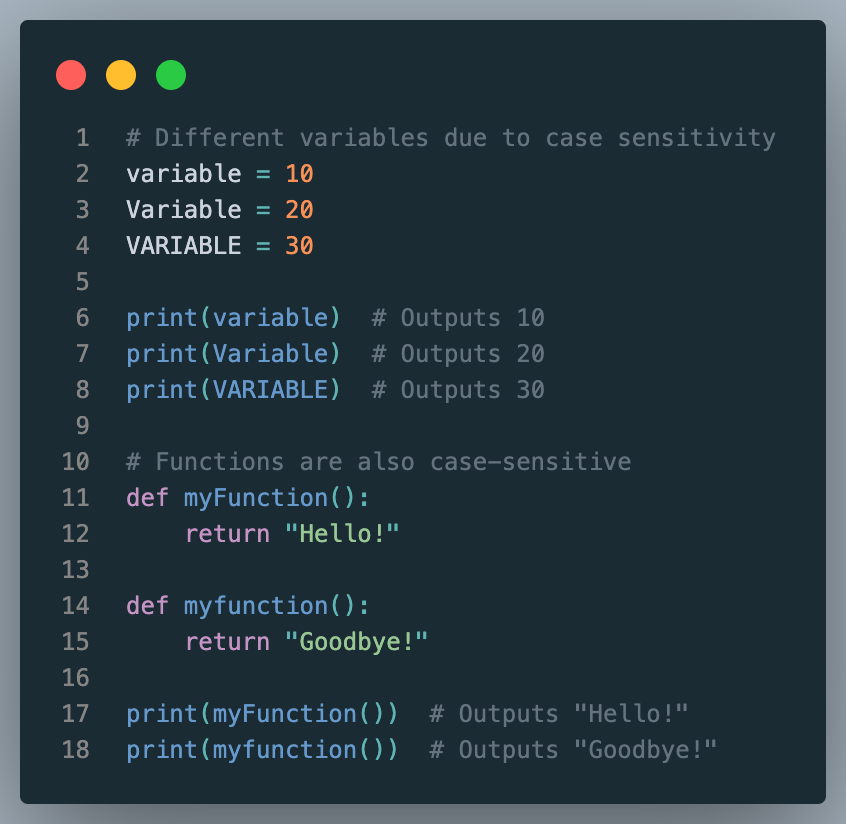 1 # Different variables due to case sensitivity
2 variable = 10
3 Variable = 20
4 VARIABLE = 30
5
6 print(variable)  # Outputs 10
7 print(Variable)  # Outputs 20
8 print(VARIABLE)  # Outputs 30
9
10 # Functions are also case-sensitive
11 def myFunction():
12     return "Hello!"
13
14 def myfunction():
15     return "Goodbye!"
16
17 print(myFunction())  # Outputs "Hello!"
18 print(myfunction())  # Outputs "Goodbye!"